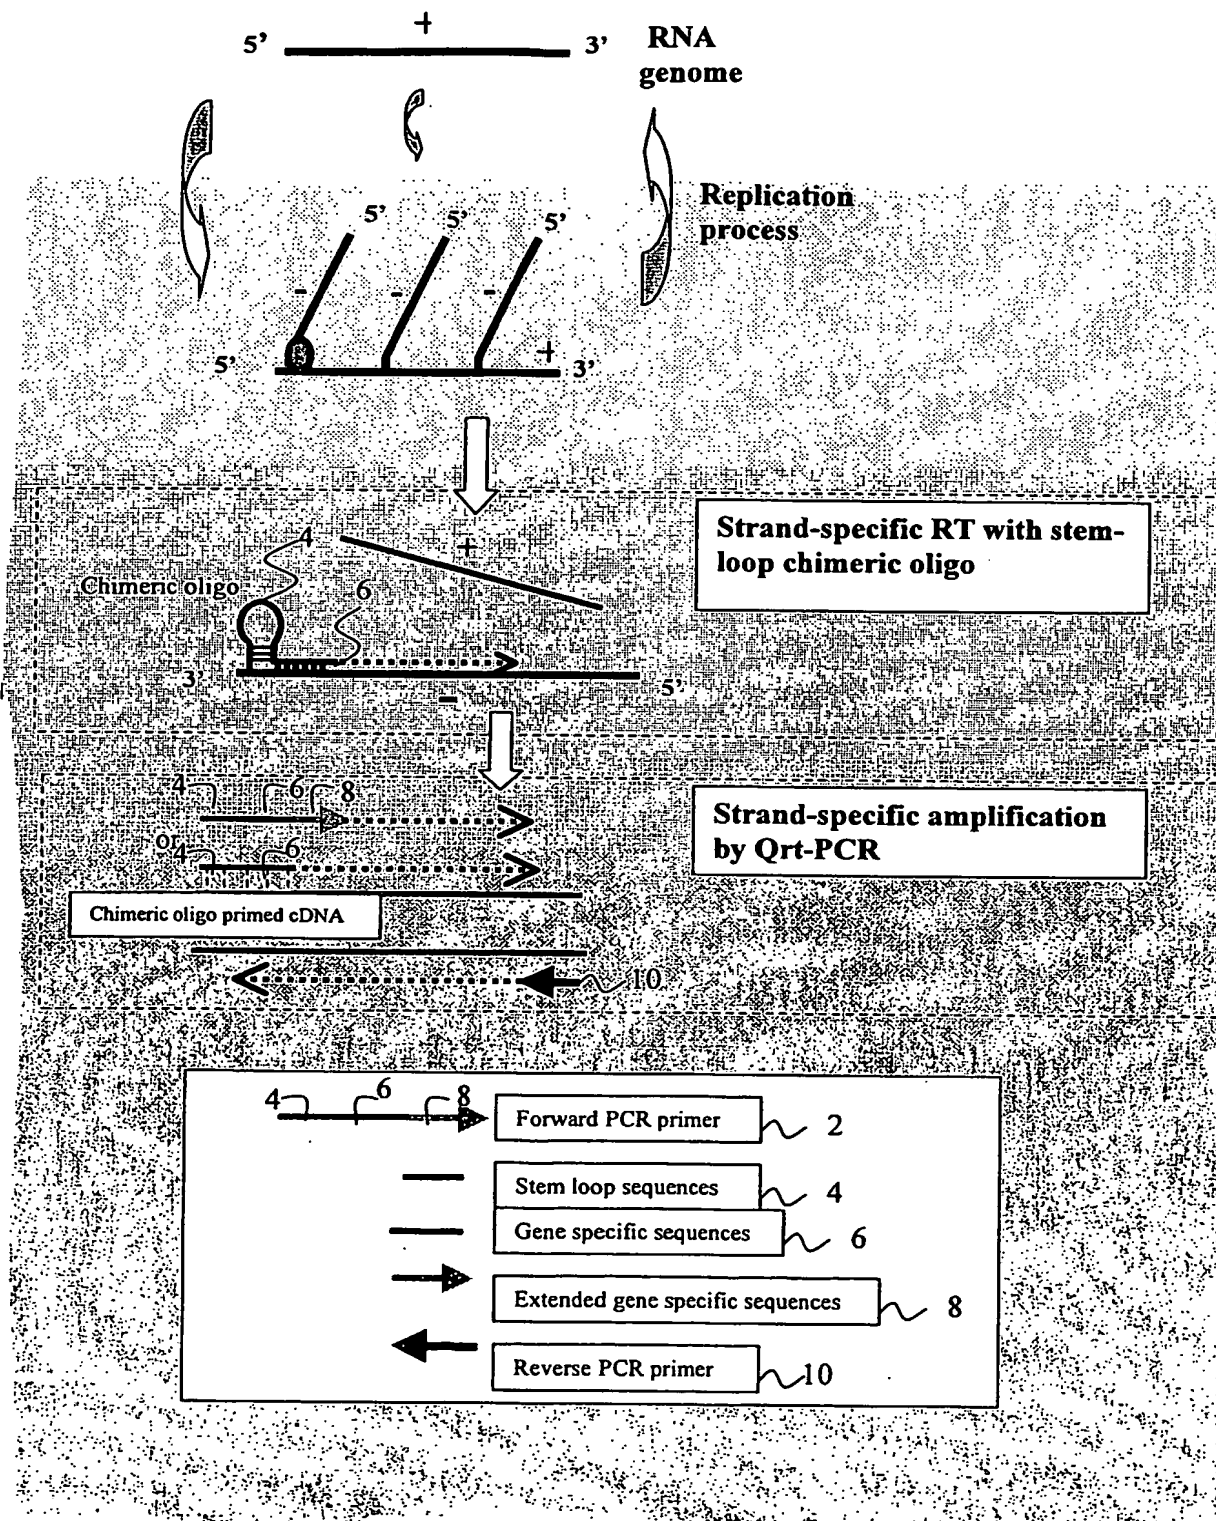 +
5' 3' RNA
genome
Replication
process
5' 5' 5'
- - -
+
5' 3'
Strand-specific RT with stem-
loop chimeric oligo
4
+
Chimeric oligo
6
3' 5'
-
4 6 8
or
4 6
Strand-specific amplification
by Qrt-PCR
Chimeric oligo primed cDNA
10
4 6 8
Forward PCR primer 2
Stem loop sequences 4
Gene specific sequences 6
Extended gene specific sequences 8
Reverse PCR primer 10